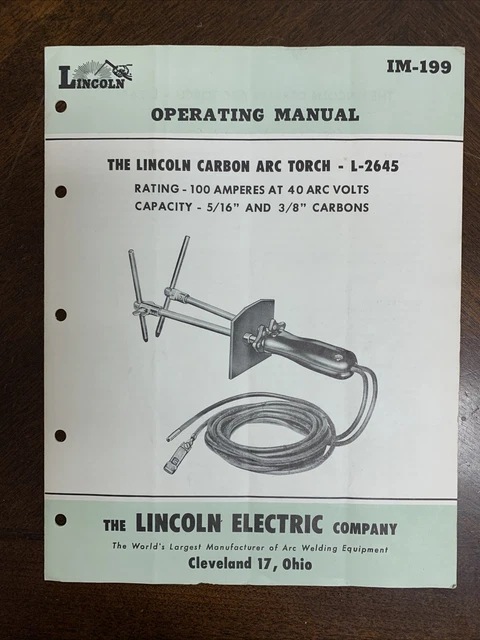 LINCOLN
IM-199
OPERATING MANUAL
THE LINCOLN CARBON ARC TORCH - L-2645
RATING - 100 AMPERES AT 40 ARC VOLTS
CAPACITY - 5/16" AND 3/8" CARBONS
THE LINCOLN ELECTRIC COMPANY
The World's Largest Manufacturer of Arc Welding Equipment
Cleveland 17, Ohio